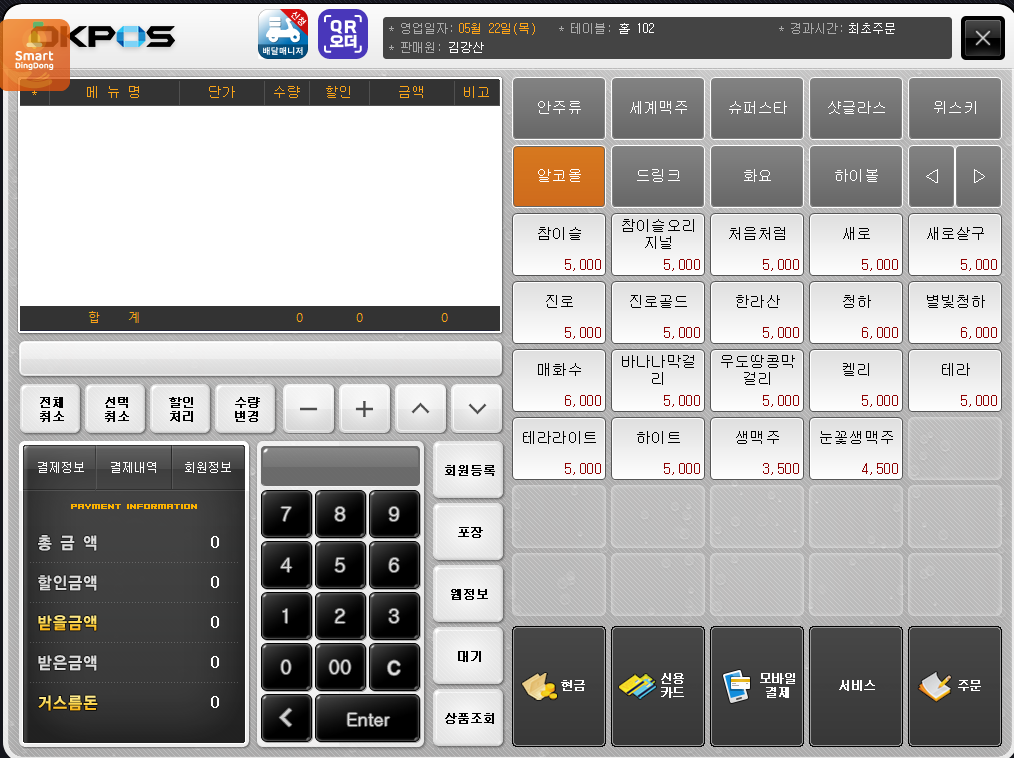 OKPOS
Smart
DingDong
신청
배달매니저
QR
오더
* 영업일자: 05월 22일(목)
* 테이블: 홀 102
* 경과시간: 최초주문
* 판매원: 김강산
* 메 뉴 명 단가 수량 할인 금액 비고
합 계 0 0 0
전체
취소
선택
취소
할인
처리
수량
변경
결제정보 결제내역 회원정보
PAYMENT INFORMATION
총 금 액 0
할인금액 0
받을금액 0
받은금액 0
거스름돈 0
7 8 9
4 5 6
1 2 3
0 00 C
Enter
회원등록
포장
웹정보
대기
상품조회
안주류 세계맥주 슈퍼스타 샷글라스 위스키
알코올 드링크 화요 하이볼
참이슬
5,000
참이슬오리
지널
5,000
처음처럼
5,000
새로
5,000
새로살구
5,000
진로
5,000
진로골드
5,000
한라산
5,000
청하
6,000
별빛청하
6,000
매화수
6,000
바나나막걸
리
5,000
우도땅콩막
걸리
5,000
켈리
5,000
테라
5,000
테라라이트
5,000
하이트
5,000
생맥주
3,500
눈꽃생맥주
4,500
현금
신용
카드
모바일
결제
서비스
주문